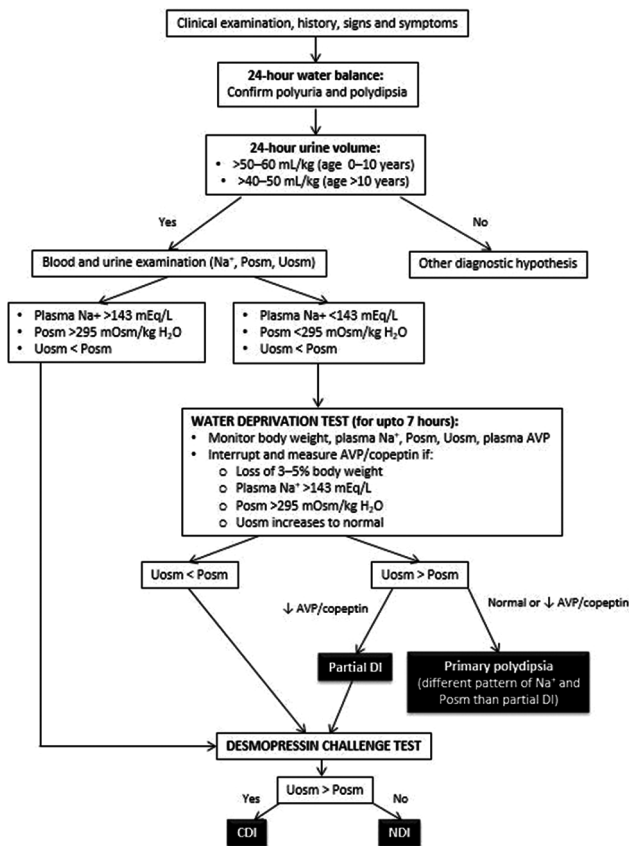 Clinical examination, history, signs and symptoms
24-hour water balance:
Confirm polyuria and polydipsia
24-hour urine volume:
• >50–60 mL/kg (age 0–10 years)
• >40–50 mL/kg (age >10 years)
Yes
No
Blood and urine examination (Na⁺, Posm, Uosm)
Other diagnostic hypothesis
• Plasma Na+ >143 mEq/L
• Posm >295 mOsm/kg H₂O
• Uosm < Posm
• Plasma Na+ <143 mEq/L
• Posm <295 mOsm/kg H₂O
• Uosm < Posm
WATER DEPRIVATION TEST (for upto 7 hours):
• Monitor body weight, plasma Na⁺, Posm, Uosm, plasma AVP
• Interrupt and measure AVP/copeptin if:
o Loss of 3–5% body weight
o Plasma Na⁺ >143 mEq/L
o Posm >295 mOsm/kg H₂O
o Uosm increases to normal
Uosm < Posm
Uosm > Posm
↓ AVP/copeptin
Normal or ↓ AVP/copeptin
Partial DI
Primary polydipsia
(different pattern of Na⁺ and
Posm than partial DI)
DESMOPRESSIN CHALLENGE TEST
Uosm > Posm
Yes
No
CDI
NDI